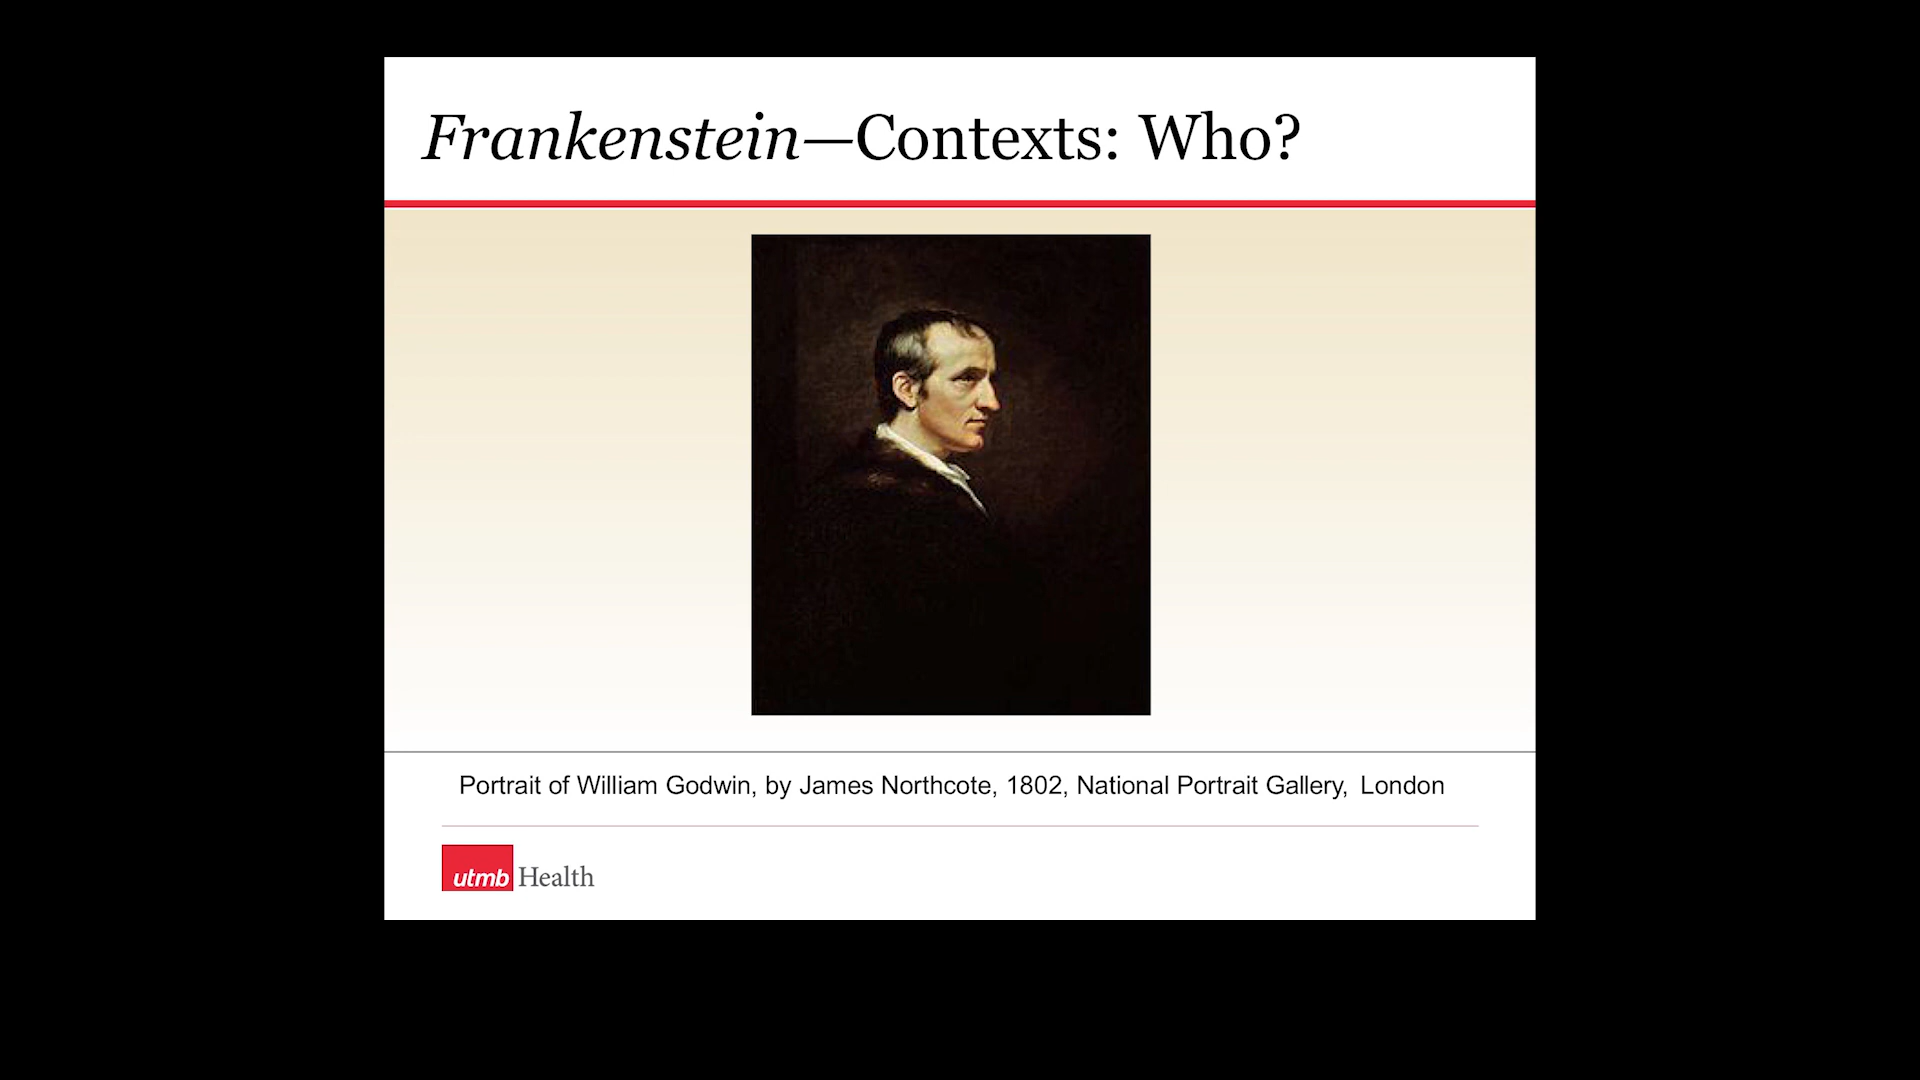 Frankenstein—Contexts: Who?
Portrait of William Godwin, by James Northcote, 1802, National Portrait Gallery, London
utmb Health